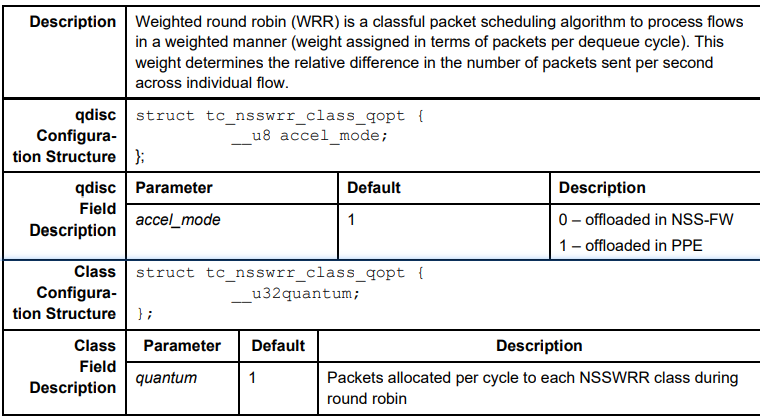 Description
Weighted round robin (WRR) is a classful packet scheduling algorithm to process flows
in a weighted manner (weight assigned in terms of packets per dequeue cycle). This
weight determines the relative difference in the number of packets sent per second
across individual flow.
qdisc
Configura-
tion Structure
struct tc_nsswrr_class_qopt {
__u8 accel_mode;
};
qdisc
Field
Description
Parameter Default Description
accel_mode 1 0 – offloaded in NSS-FW
1 – offloaded in PPE
Class
Configura-
tion Structure
struct tc_nsswrr_class_qopt {
__u32quantum;
};
Class
Field
Description
Parameter Default Description
quantum 1 Packets allocated per cycle to each NSSWRR class during
round robin